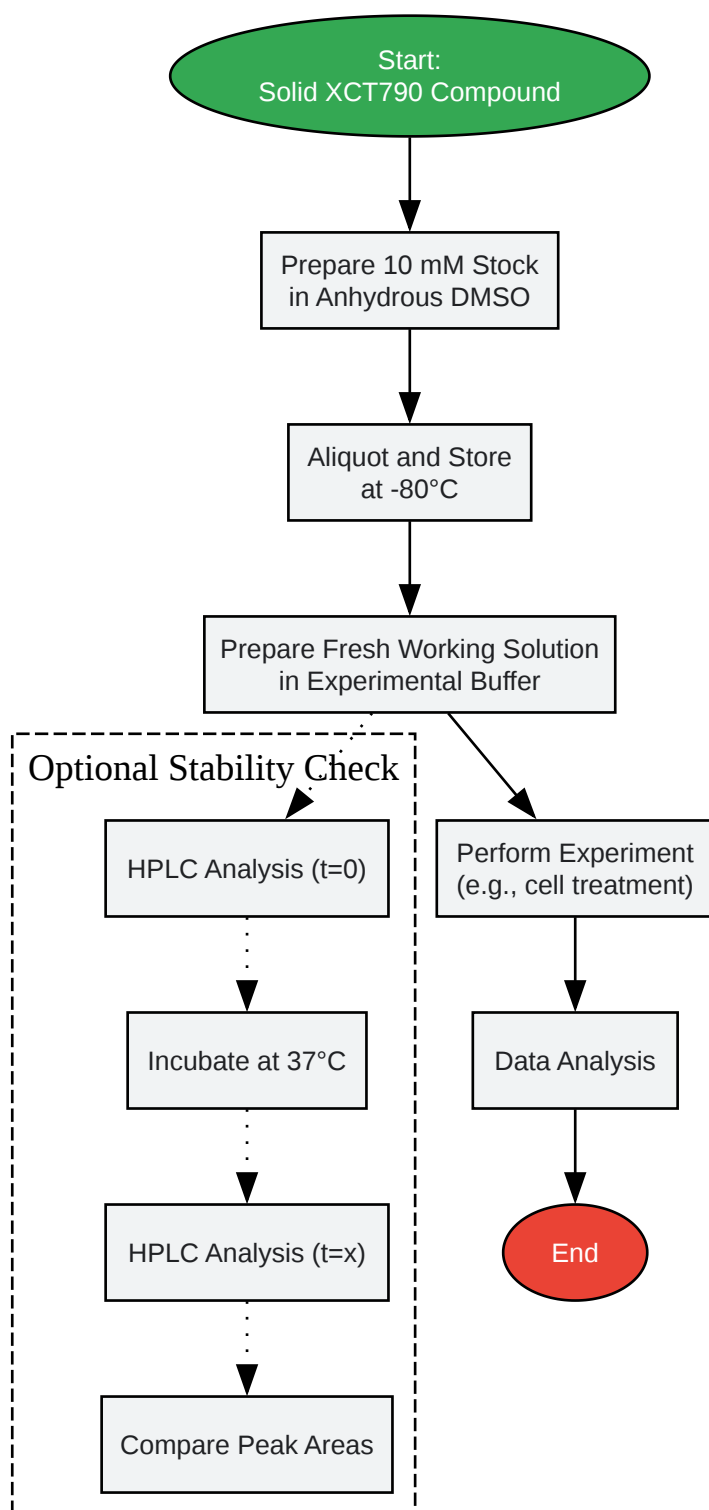 Start:
Solid XCT790 Compound
Prepare 10 mM Stock
in Anhydrous DMSO
Aliquot and Store
at -80°C
Prepare Fresh Working Solution
in Experimental Buffer
Optional Stability Check
HPLC Analysis (t=0)
Incubate at 37°C
HPLC Analysis (t=x)
Compare Peak Areas
Perform Experiment
(e.g., cell treatment)
Data Analysis
End